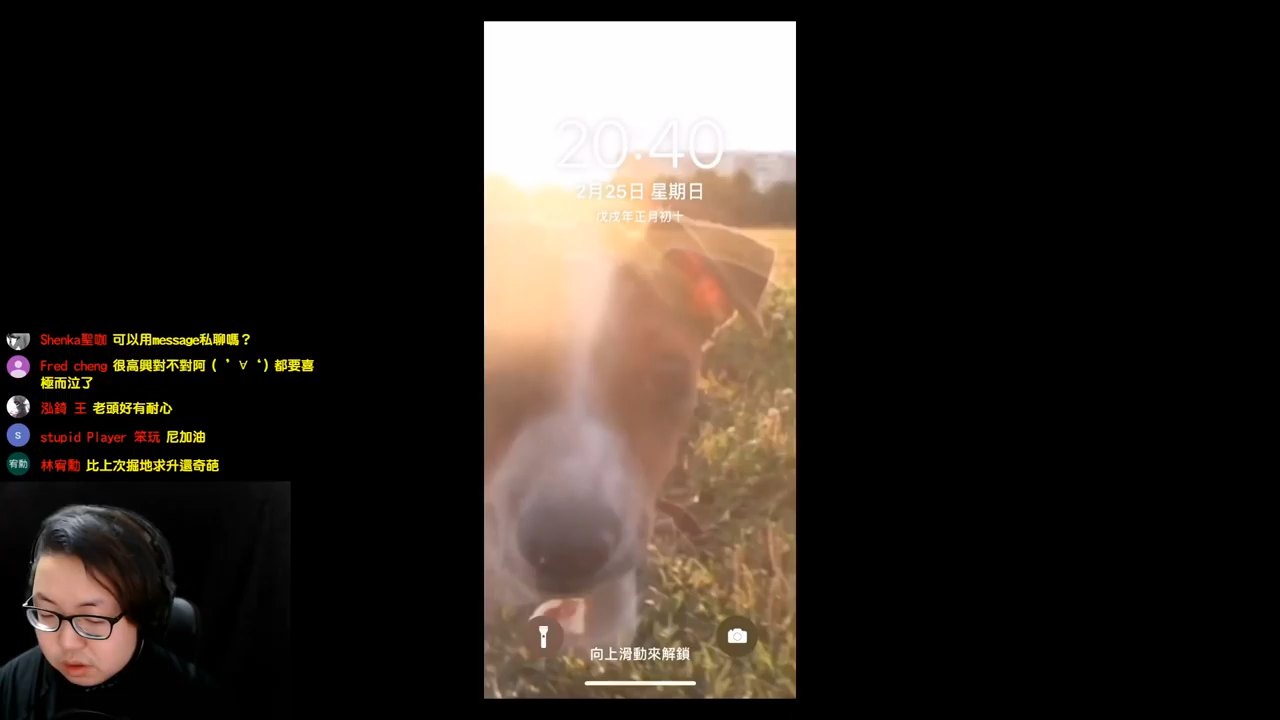 20:40
2月25日 星期日
戊戌年正月初十
Shenka聖咖 可以用message私聊嗎？
Fred cheng 很高興對不對阿 ( ’ ∀ ‘) 都要喜
極而泣了
泓錡 王 老頭好有耐心
S
stupid Player 笨玩 尼加油
宥勳
林宥勳 比上次掘地求升還奇葩
向上滑動來解鎖